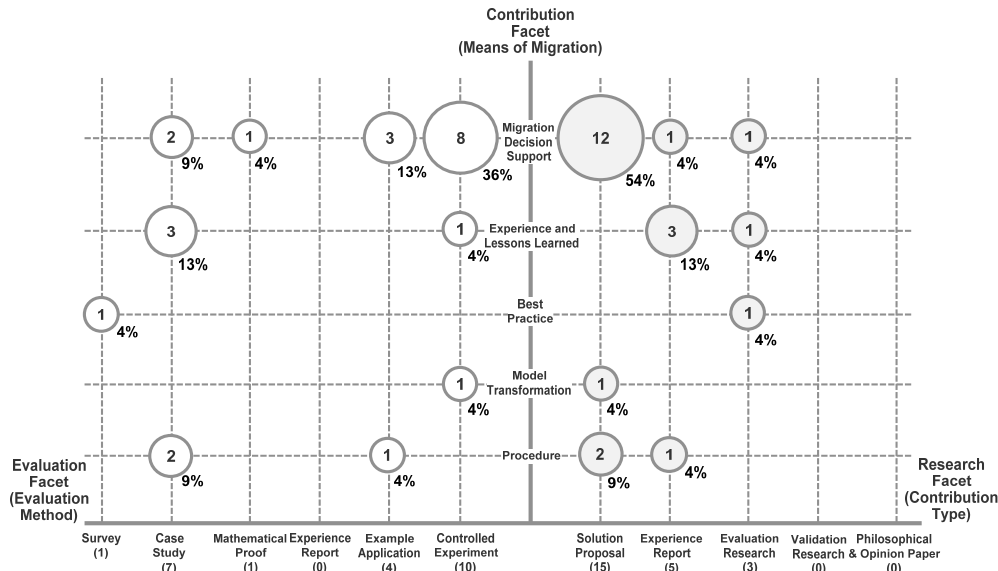 Contribution
Facet
(Means of Migration)
2
9%
1
4%
3
13%
8
36%
Migration
Decision
Support
12
54%
1
4%
1
4%
3
13%
1
4%
Experience and
Lessons Learned
3
13%
1
4%
1
4%
Best
Practice
1
4%
1
4%
Model
Transformation
1
4%
2
9%
1
4%
Procedure
2
9%
1
4%
Evaluation
Facet
(Evaluation
Method)
Research
Facet
(Contribution
Type)
Survey
(1)
Case
Study
(7)
Mathematical
Proof
(1)
Experience
Report
(0)
Example
Application
(4)
Controlled
Experiment
(10)
Solution
Proposal
(15)
Experience
Report
(5)
Evaluation
Research
(3)
Validation
Research
(0)
Philosophical
& Opinion Paper
(0)